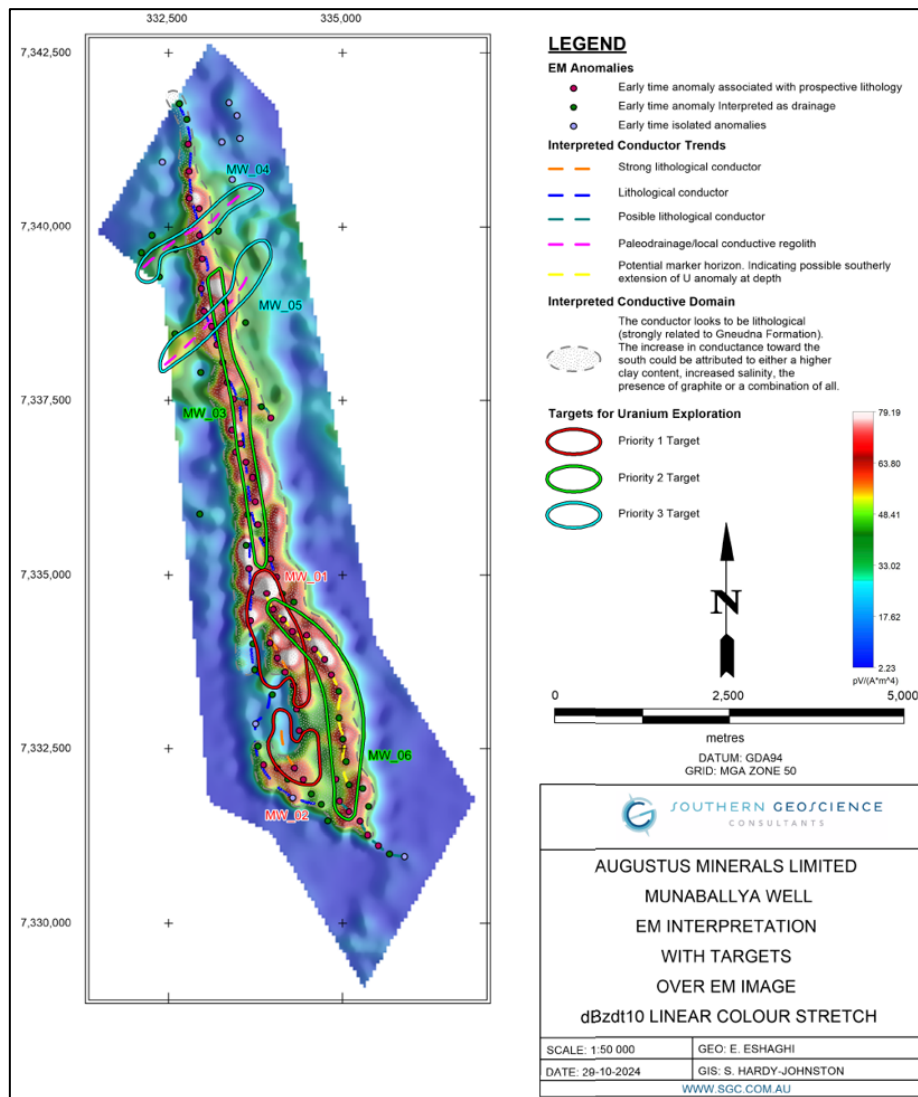 332,500
335,000
7,342,500
7,340,000
7,337,500
7,335,000
7,332,500
7,330,000
MW_04
MW_05
MW_03
MW_01
MW_06
MW_02
LEGEND
EM Anomalies
Early time anomaly associated with prospective lithology
Early time anomaly Interpreted as drainage
Early time isolated anomalies
Interpreted Conductor Trends
Strong lithological conductor
Lithological conductor
Posible lithological conductor
Paleodrainage/local conductive regolith
Potential marker horizon. Indicating possible southerly
extension of U anomaly at depth
Interpreted Conductive Domain
The conductor looks to be lithological
(strongly related to Gneudna Formation).
The increase in conductance toward the
south could be attributed to either a higher
clay content, increased salinity, the
presence of graphite or a combination of all.
Targets for Uranium Exploration
Priority 1 Target
Priority 2 Target
Priority 3 Target
79.19
63.80
48.41
33.02
17.62
2.23
pV/(A*m^4)
N
0
2,500
5,000
metres
DATUM: GDA94
GRID: MGA ZONE 50
SOUTHERN GEOSCIENCE
CONSULTANTS
AUGUSTUS MINERALS LIMITED
MUNABALLYA WELL
EM INTERPRETATION
WITH TARGETS
OVER EM IMAGE
dBzdt10 LINEAR COLOUR STRETCH
SCALE: 1:50 000
GEO: E. ESHAGHI
DATE: 29-10-2024
GIS: S. HARDY-JOHNSTON
WWW.SGC.COM.AU